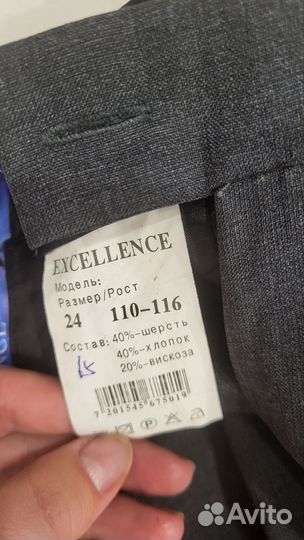 EXCELLENCE
Модель:
Размер/Рост
24 110-116
Состав: 40%-шерсть
40%-хлопок
20%-вискоза
7 201545 675019
Avito